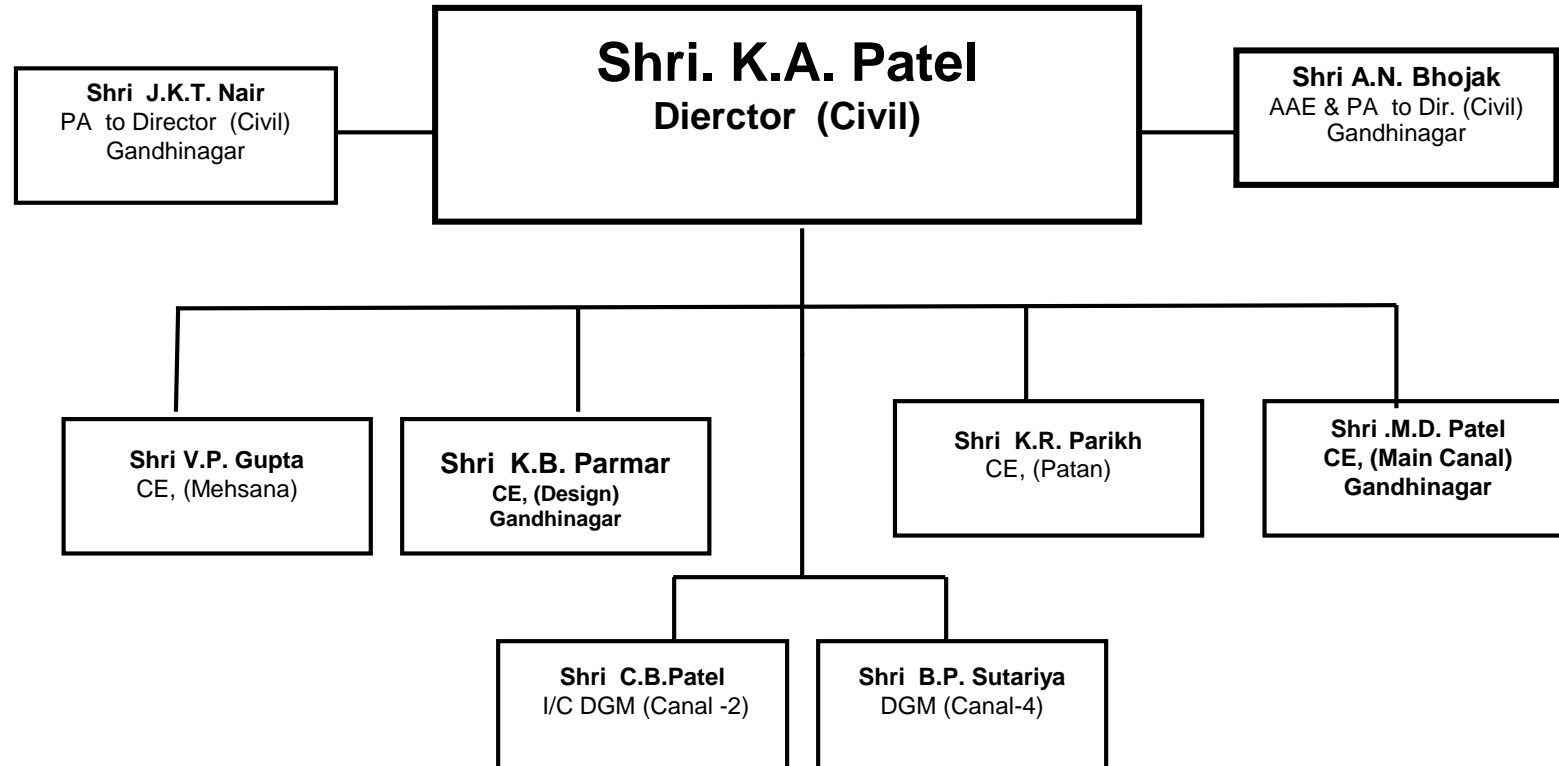 Shri. K.A. Patel
Dierctor (Civil)
Shri J.K.T. Nair
PA to Director (Civil)
Gandhinagar
Shri A.N. Bhojak
AAE & PA to Dir. (Civil)
Gandhinagar
Shri V.P. Gupta
CE, (Mehsana)
Shri K.B. Parmar
CE, (Design)
Gandhinagar
Shri K.R. Parikh
CE, (Patan)
Shri .M.D. Patel
CE, (Main Canal)
Gandhinagar
Shri C.B.Patel
I/C DGM (Canal -2)
Shri B.P. Sutariya
DGM (Canal-4)